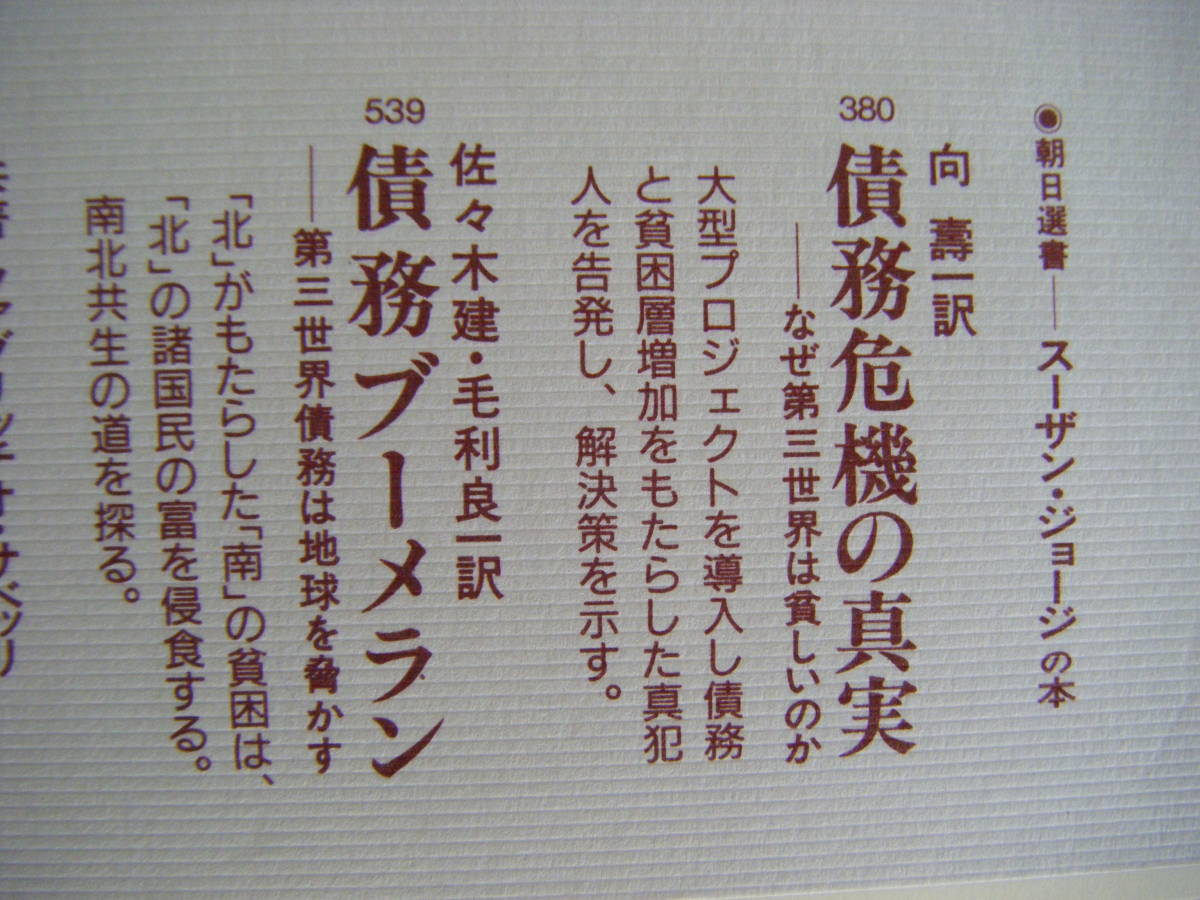 ◉朝日選書──スーザン・ジョージの本
向 壽一訳
380
債務危機の真実
──なぜ第三世界は貧しいのか
大型プロジェクトを導入し債務
と貧困層増加をもたらした真犯
人を告発し、解決策を示す。
佐々木建・毛利良一訳
539
債務ブーメラン
──第三世界債務は地球を脅かす
「北」がもたらした「南」の貧困は、
「北」の諸国民の富を侵食する。
南北共生の道を探る。